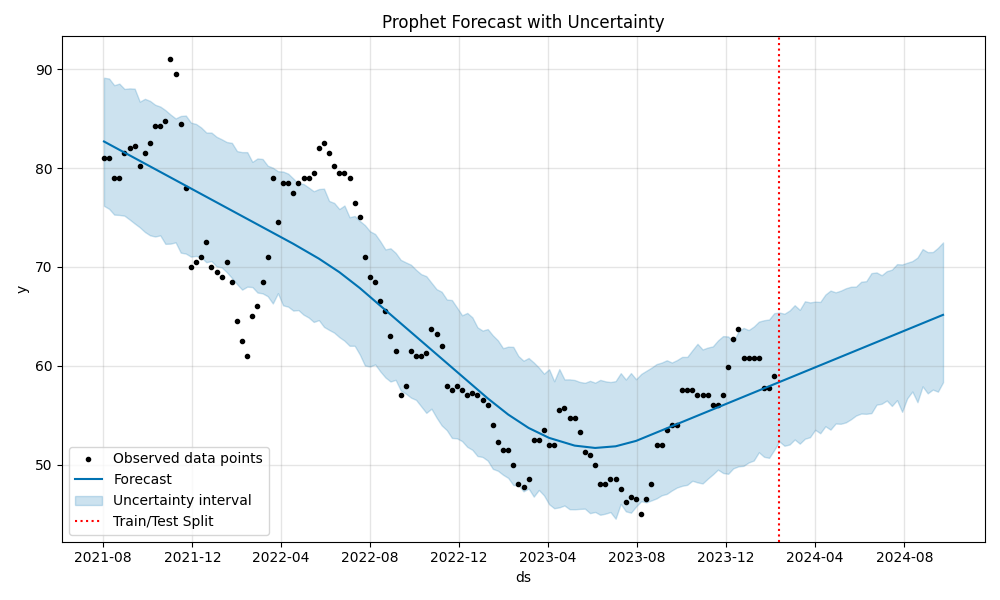 Prophet Forecast with Uncertainty
y
90
80
70
60
50
Observed data points
Forecast
Uncertainty interval
Train/Test Split
2021-08 2021-12 2022-04 2022-08 2022-12 2023-04 2023-08 2023-12 2024-04 2024-08
ds